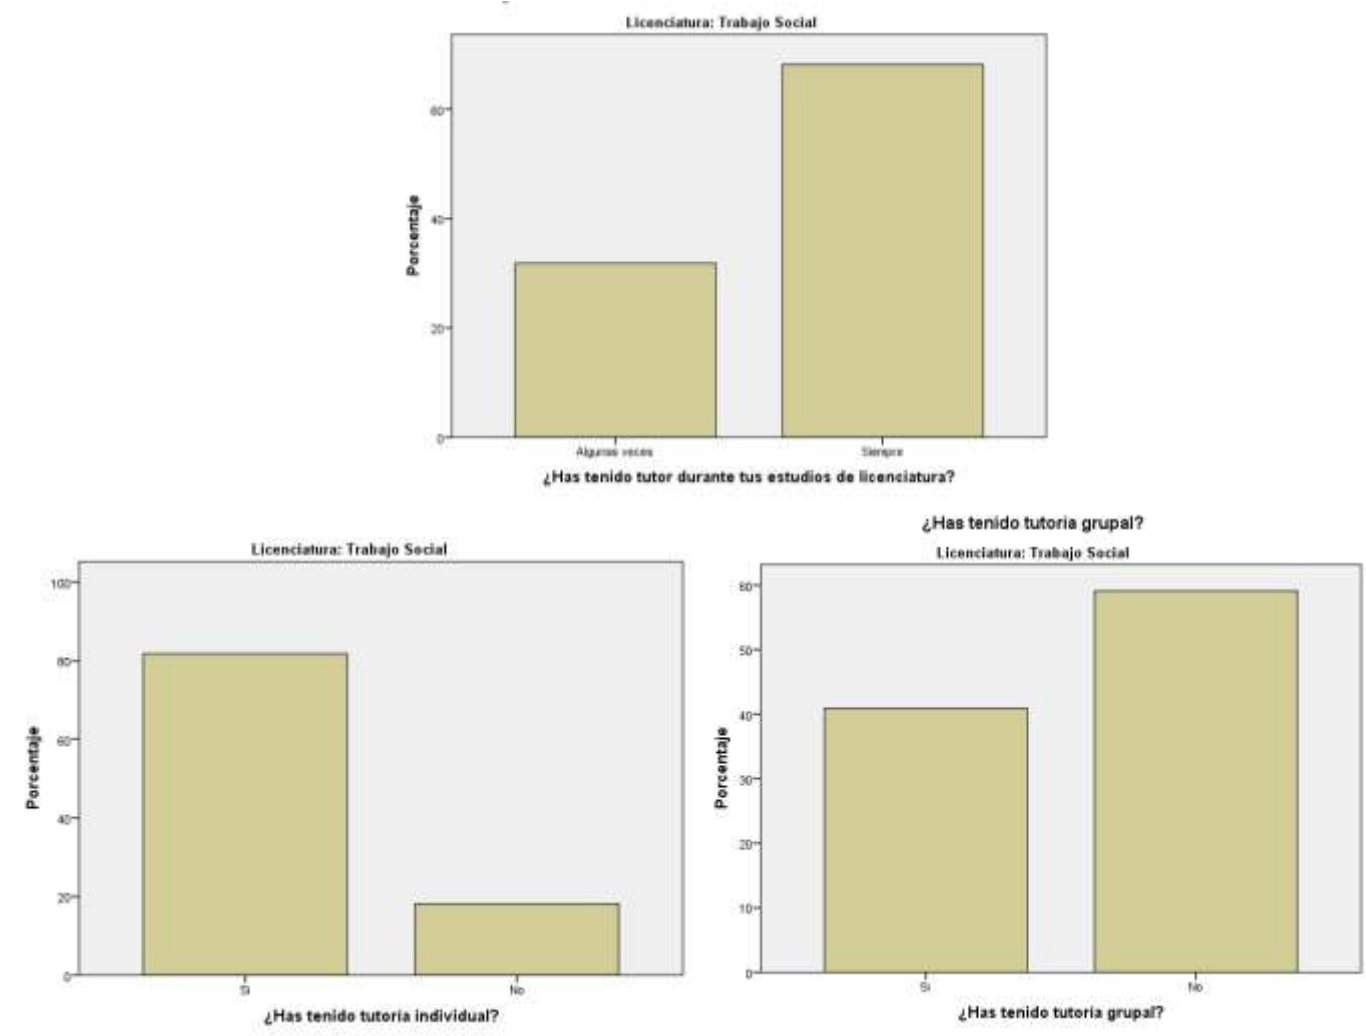 Licenciatura: Trabajo Social
Porcentaje
60
40
20
0
Algunas veces
Siempre
¿Has tenido tutor durante tus estudios de licenciatura?
Licenciatura: Trabajo Social
Porcentaje
100
80
60
40
20
0
Si
No
¿Has tenido tutoría individual?
¿Has tenido tutoria grupal?
Licenciatura: Trabajo Social
Porcentaje
60
50
40
30
20
10
0
Si
No
¿Has tenido tutoria grupal?